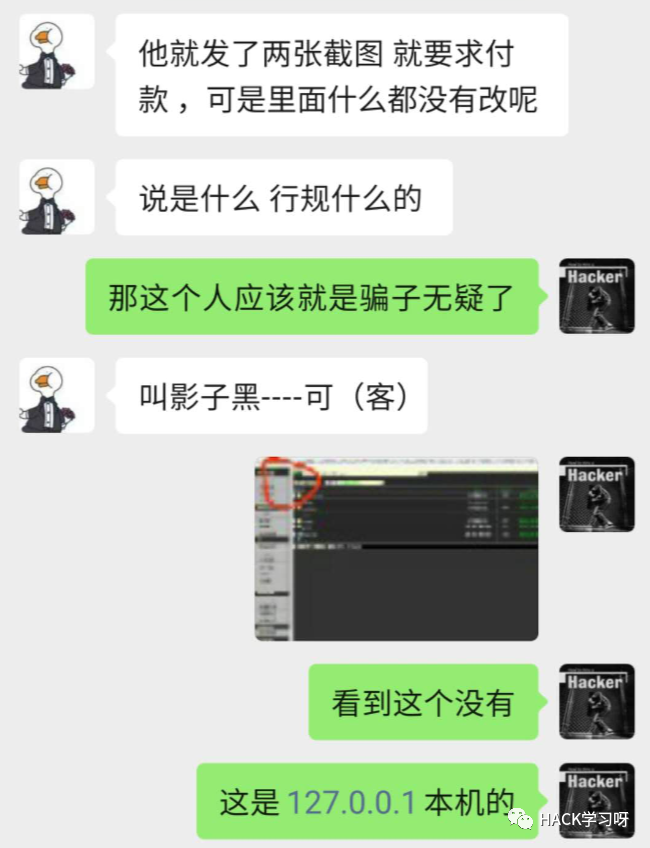 他就发了两张截图 就要求付
款 ，可是里面什么都没有改呢
说是什么 行规什么的
Hacker
那这个人应该就是骗子无疑了
叫影子黑----可（客）
Hacker
Hacker
看到这个没有
Hacker
这是 127.0.0.1 本机的
HACK学习呀